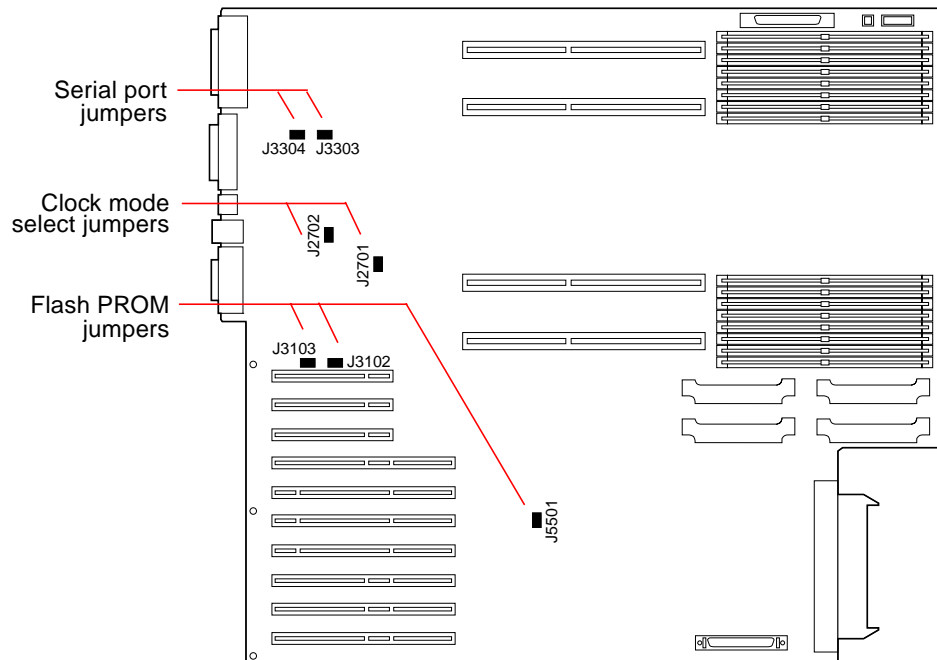 Serial port
jumpers
J3304
J3303
Clock mode
select jumpers
J2702
J2701
Flash PROM
jumpers
J3103
J3102
J5501